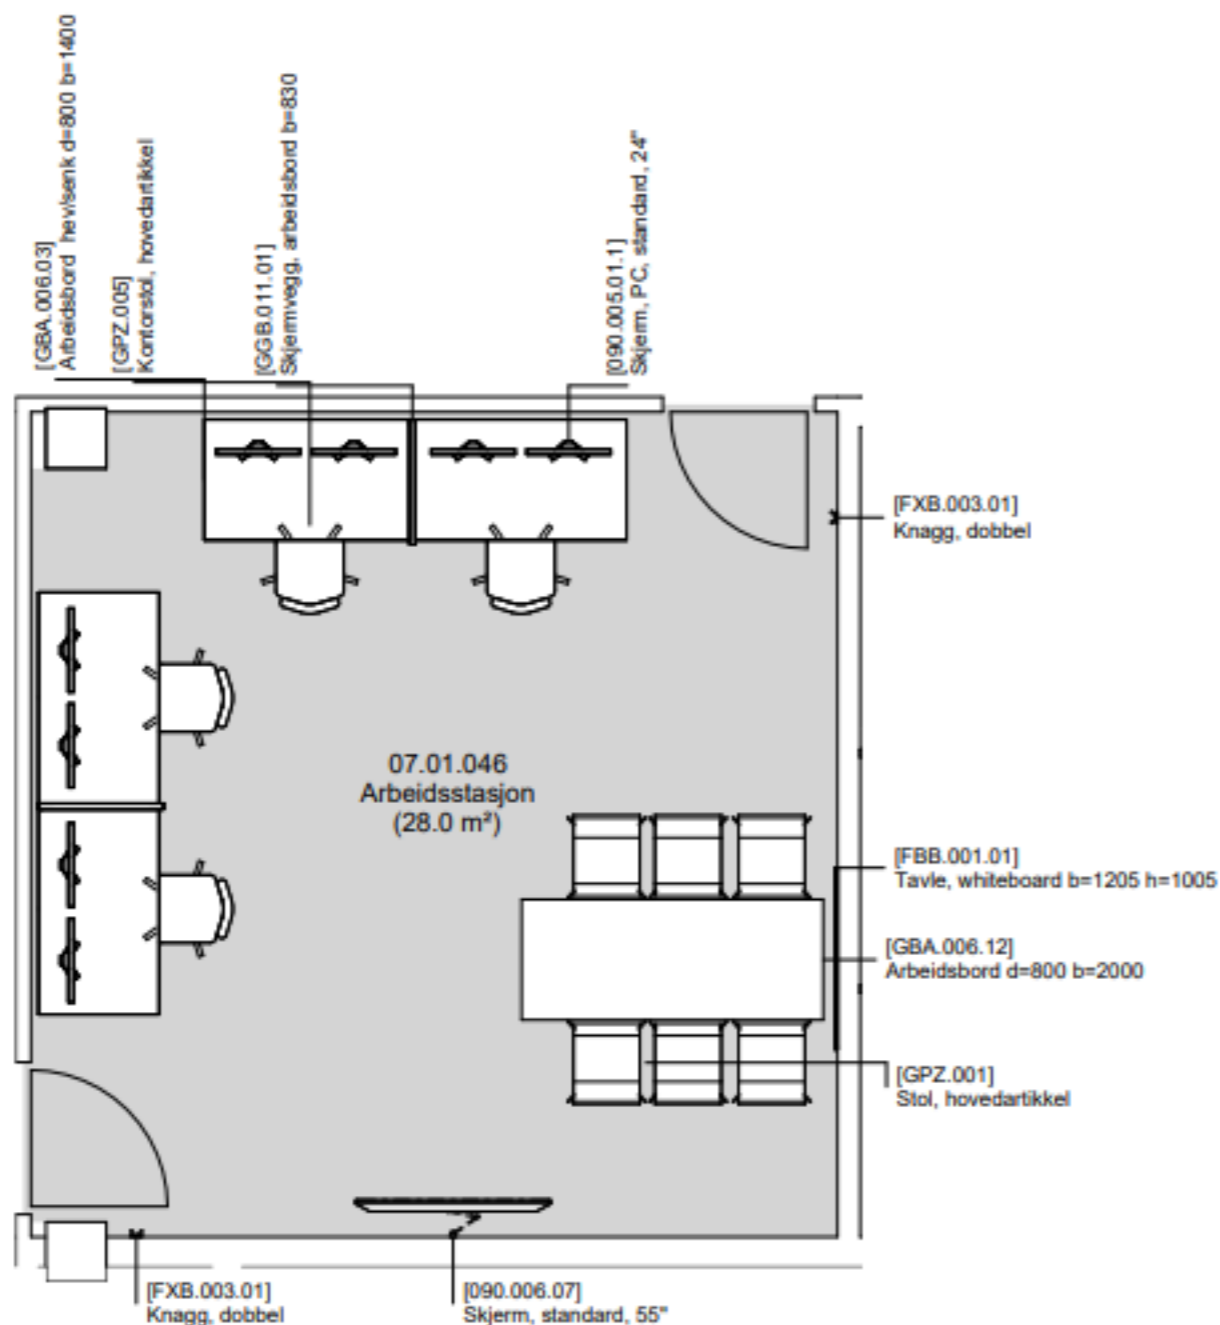 [GBA.006.03]
Arbeidsbord hev/senk d=800 b=1400
[GPZ.005]
Kontorstol, hovedartikkel
[GGB.011.01]
Skjermvegg, arbeidsbord b=830
[090.005.01.1]
Skjerm, PC, standard, 24"
[FXB.003.01]
Knagg, dobbel
07.01.046
Arbeidsstasjon
(28.0 m²)
[FBB.001.01]
Tavle, whiteboard b=1205 h=1005
[GBA.006.12]
Arbeidsbord d=800 b=2000
[GPZ.001]
Stol, hovedartikkel
[FXB.003.01]
Knagg, dobbel
[090.006.07]
Skjerm, standard, 55"